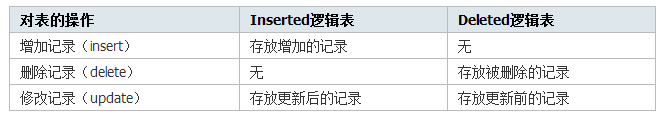 对表的操作 Inserted逻辑表 Deleted逻辑表
增加记录（insert） 存放增加的记录 无
删除记录（delete） 无 存放被删除的记录
修改记录（update） 存放更新后的记录 存放更新前的记录